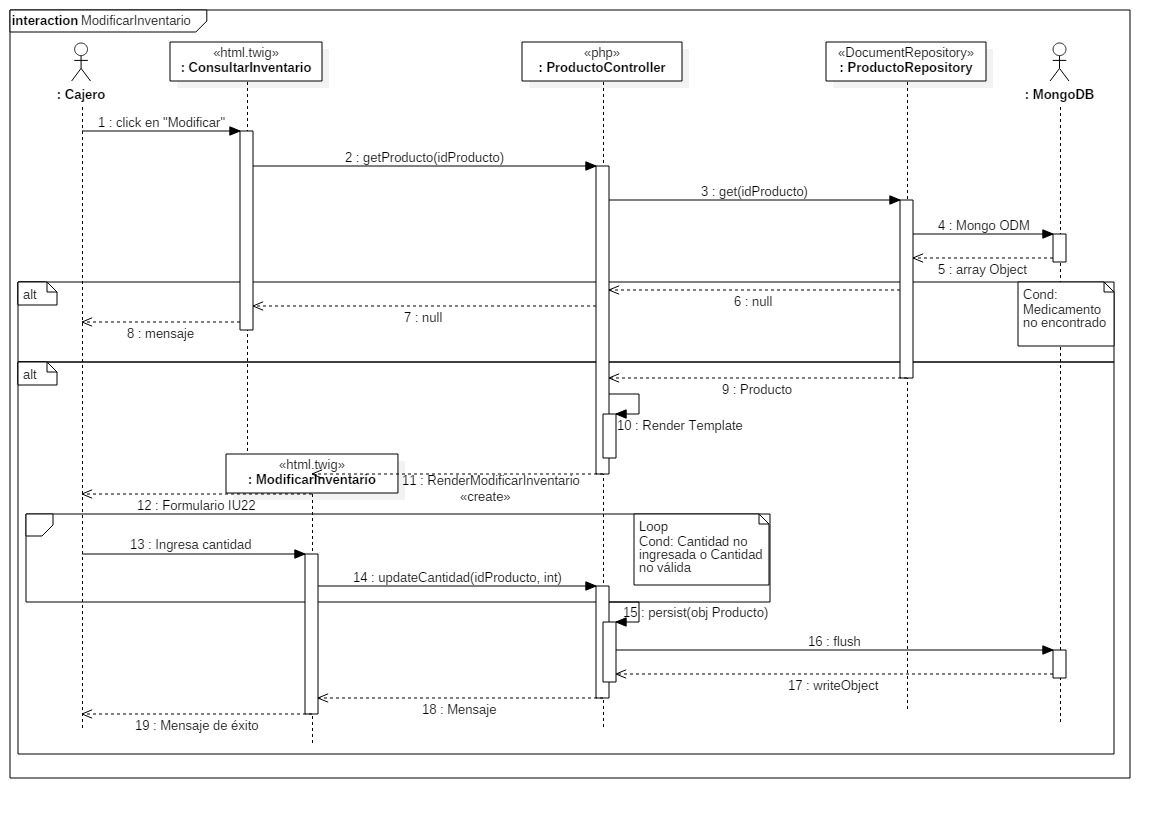 interaction ModificarInventario
«html.twig»
: ConsultarInventario
«php»
: ProductoController
«DocumentRepository»
: ProductoRepository
: Cajero
: MongoDB
1 : click en "Modificar"
2 : getProducto(idProducto)
3 : get(idProducto)
4 : Mongo ODM
5 : array Object
alt
Cond:
Medicamento
no encontrado
6 : null
7 : null
8 : mensaje
alt
9 : Producto
10 : Render Template
«html.twig»
: ModificarInventario
11 : RenderModificarInventario
«create»
12 : Formulario IU22
Loop
Cond: Cantidad no
ingresada o Cantidad
no válida
13 : Ingresa cantidad
14 : updateCantidad(idProducto, int)
15 : persist(obj Producto)
16 : flush
17 : writeObject
18 : Mensaje
19 : Mensaje de éxito